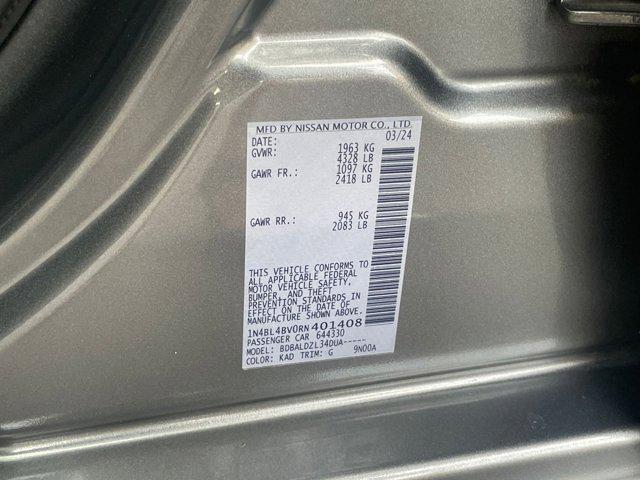 MFD BY NISSAN MOTOR CO., LTD.
DATE: 03/24
GVWR: 1963 KG
4328 LB
GAWR FR.: 1097 KG
2418 LB
GAWR RR.: 945 KG
2083 LB
THIS VEHICLE CONFORMS TO
ALL APPLICABLE FEDERAL
MOTOR VEHICLE SAFETY,
BUMPER, AND THEFT
PREVENTION STANDARDS IN
EFFECT ON THE DATE OF
MANUFACTURE SHOWN ABOVE.
1N4BL4BV0RN401408
PASSENGER CAR 644330
MODEL: BDBALDZL34DUA-----
COLOR: KAD TRIM: G 9N00A